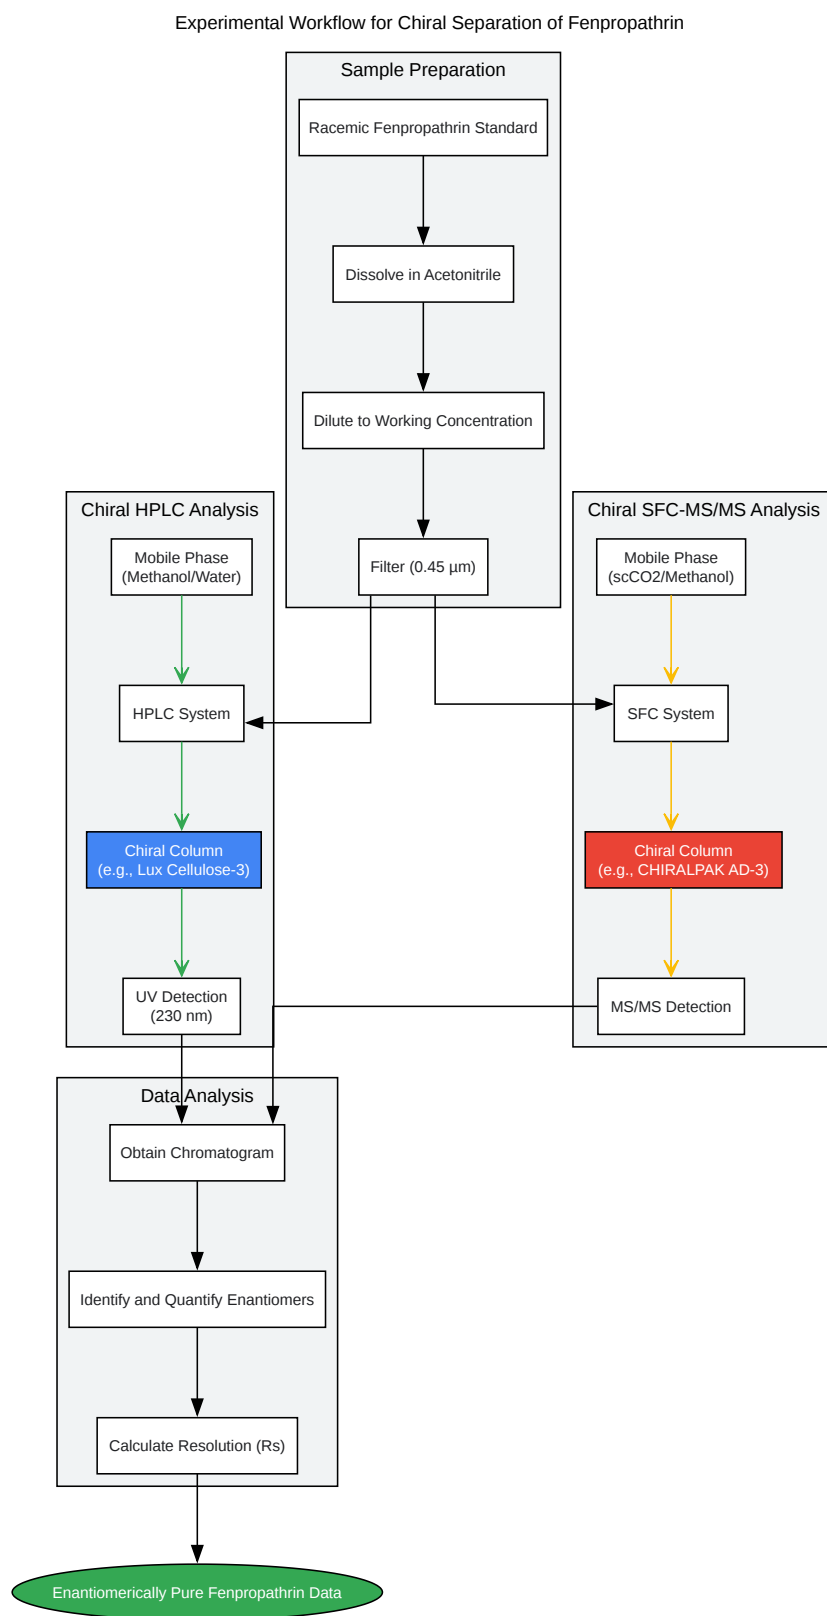 Experimental Workflow for Chiral Separation of Fenpropathrin
Sample Preparation
Racemic Fenpropathrin Standard
Dissolve in Acetonitrile
Dilute to Working Concentration
Filter (0.45 µm)
Chiral HPLC Analysis
Mobile Phase
(Methanol/Water)
HPLC System
Chiral Column
(e.g., Lux Cellulose-3)
UV Detection
(230 nm)
Chiral SFC-MS/MS Analysis
Mobile Phase
(scCO2/Methanol)
SFC System
Chiral Column
(e.g., CHIRALPAK AD-3)
MS/MS Detection
Data Analysis
Obtain Chromatogram
Identify and Quantify Enantiomers
Calculate Resolution (Rs)
Enantiomerically Pure Fenpropathrin Data